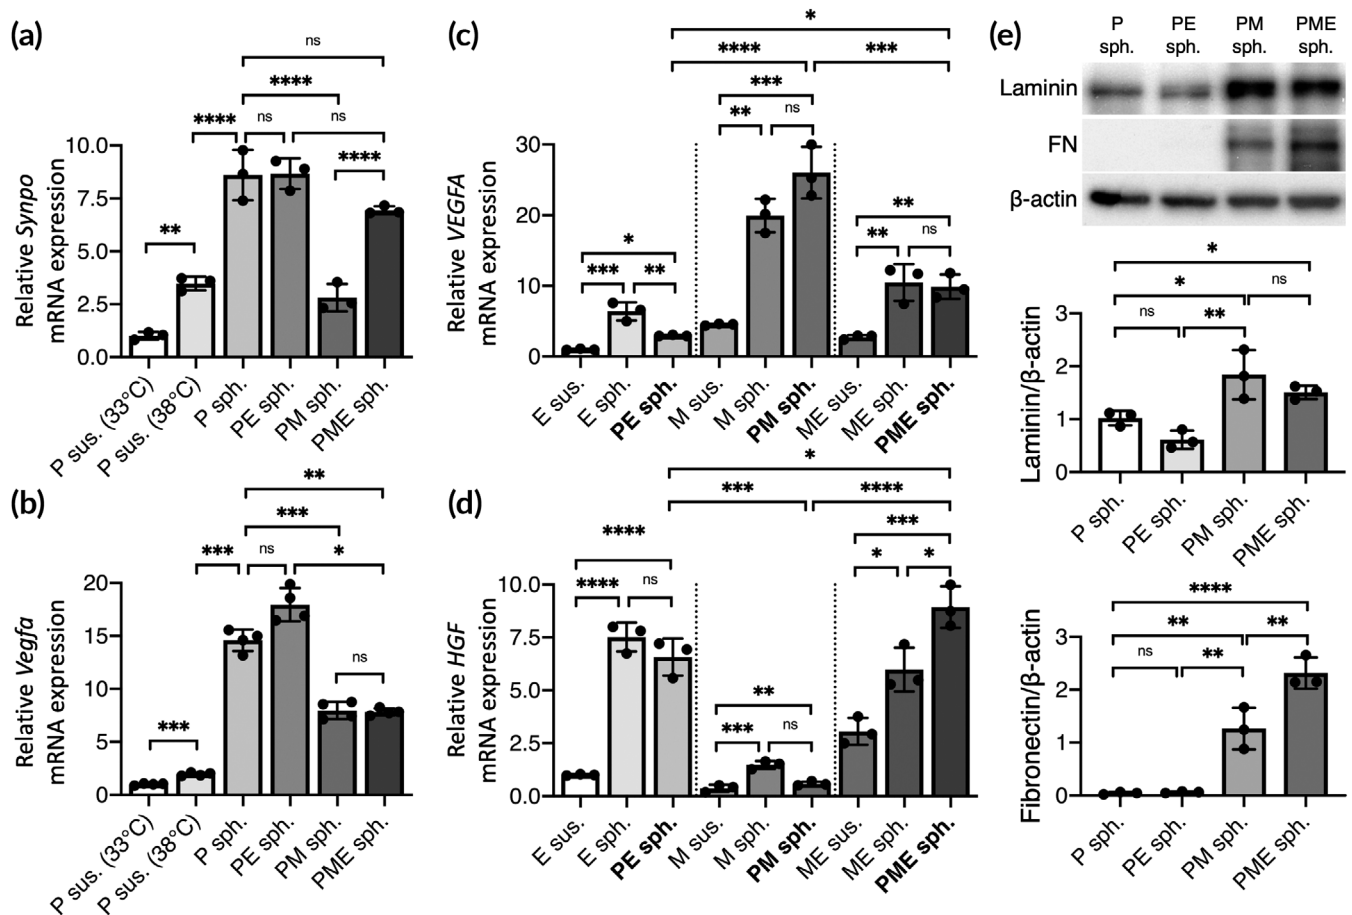 (a)
ns
****
****
ns
ns
**
****
Relative Synpo
mRNA expression
10.0
7.5
5.0
2.5
0.0
P sus. (33°C)
P sus. (38°C)
P sph.
PE sph.
PM sph.
PME sph.
(b)
**
***
***
ns
*
***
ns
Relative Vegfa
mRNA expression
20
15
10
5
0
P sus. (33°C)
P sus. (38°C)
P sph.
PE sph.
PM sph.
PME sph.
(c)
*
****
***
***
**
ns
*
***
**
**
**
ns
Relative VEGFA
mRNA expression
30
20
10
0
E sus.
E sph.
PE sph.
M sus.
M sph.
PM sph.
ME sus.
ME sph.
PME sph.
(d)
*
***
****
****
****
ns
**
***
ns
***
*
*
Relative HGF
mRNA expression
10.0
7.5
5.0
2.5
0.0
E sus.
E sph.
PE sph.
M sus.
M sph.
PM sph.
ME sus.
ME sph.
PME sph.
(e)
P
sph.
PE
sph.
PM
sph.
PME
sph.
Laminin
FN
β-actin
*
*
ns
ns
**
Laminin/β-actin
3
2
1
0
P sph.
PE sph.
PM sph.
PME sph.
****
**
**
ns
**
Fibronectin/β-actin
3
2
1
0
P sph.
PE sph.
PM sph.
PME sph.